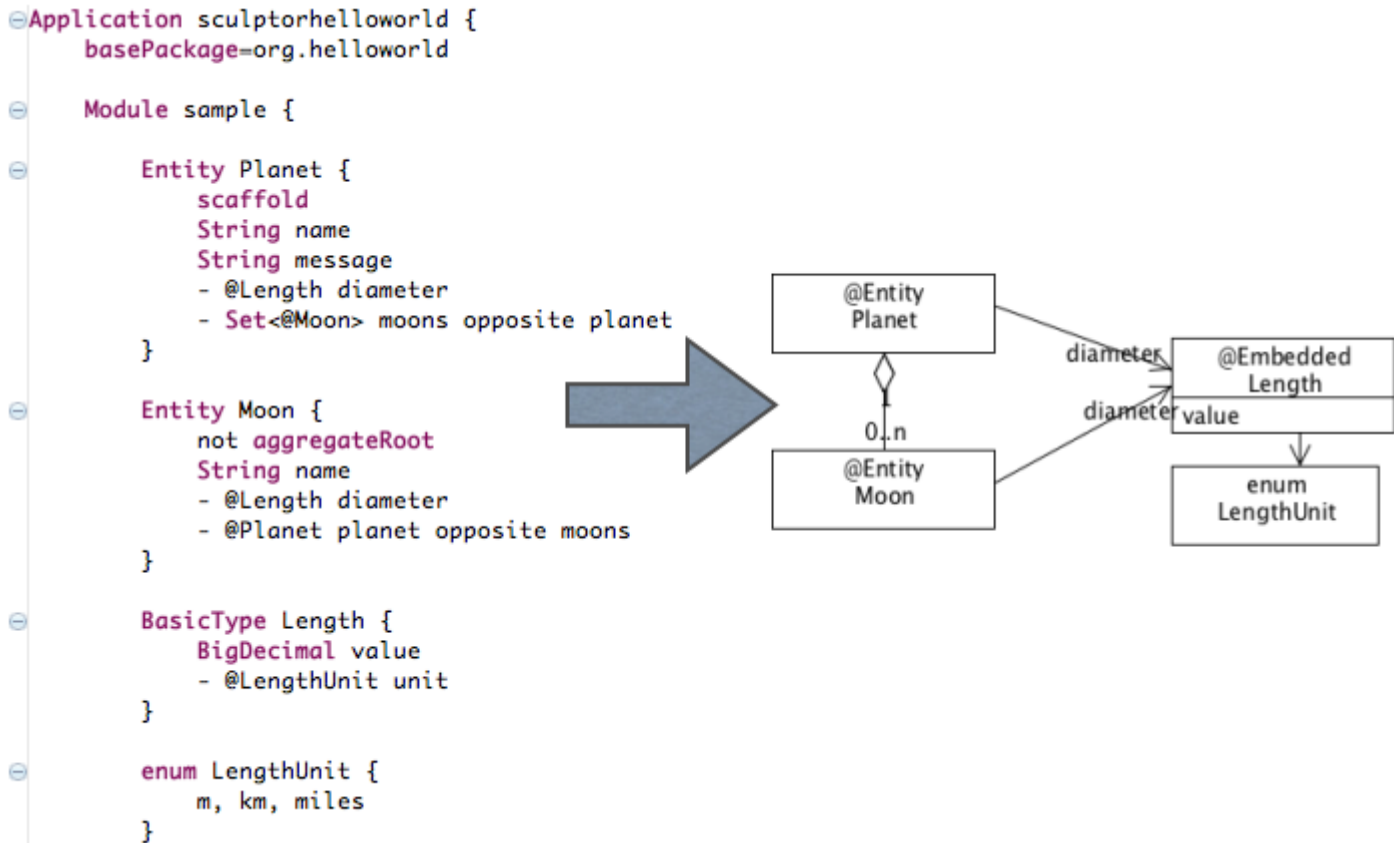 Application sculptorhelloworld {
basePackage=org.helloworld
Module sample {
Entity Planet {
scaffold
String name
String message
- @Length diameter
- Set<@Moon> moons opposite planet
}
Entity Moon {
not aggregateRoot
String name
- @Length diameter
- @Planet planet opposite moons
}
BasicType Length {
BigDecimal value
- @LengthUnit unit
}
enum LengthUnit {
m, km, miles
}
@Entity
Planet
1
0..n
@Entity
Moon
diameter
diameter
@Embedded
Length
value
enum
LengthUnit